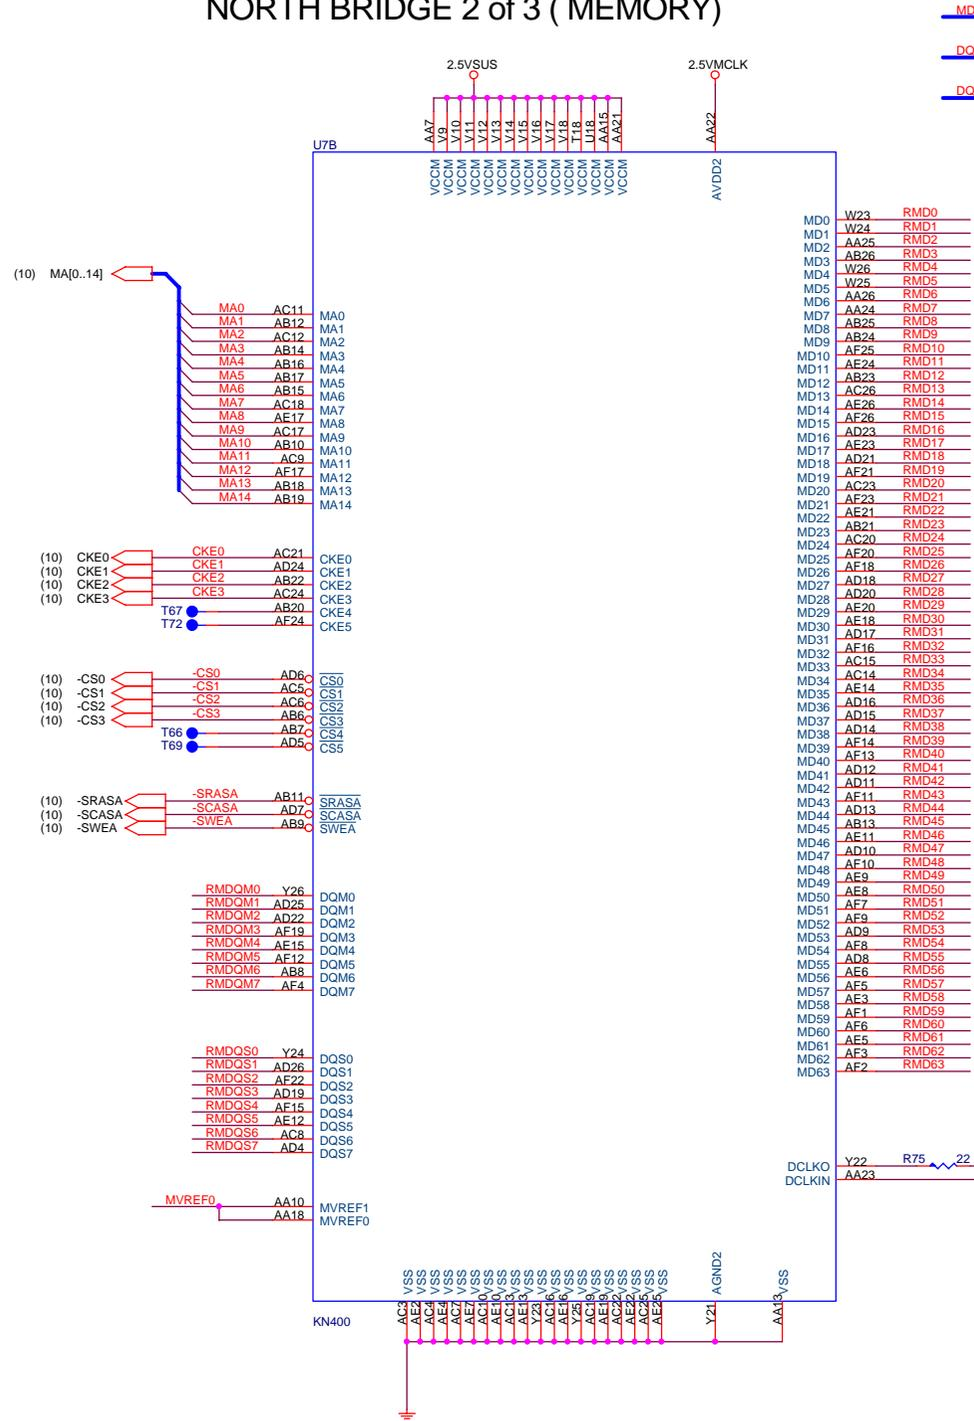 NORTH BRIDGE 2 of 3 ( MEMORY)
MD
DQ
DQ
2.5VSUS
2.5VMCLK
AA7 V9 V10 V11 V12 V13 V14 V15 V16 V17 V18 T18 U18 AA15 AA21
AA22
U7B
VCCM VCCM VCCM VCCM VCCM VCCM VCCM VCCM VCCM VCCM VCCM VCCM VCCM VCCM VCCM
AVDD2
(10) MA[0..14]
MA0 AC11 MA0
MA1 AB12 MA1
MA2 AC12 MA2
MA3 AB14 MA3
MA4 AB16 MA4
MA5 AB17 MA5
MA6 AB15 MA6
MA7 AC18 MA7
MA8 AE17 MA8
MA9 AC17 MA9
MA10 AB10 MA10
MA11 AC9 MA11
MA12 AF17 MA12
MA13 AB18 MA13
MA14 AB19 MA14
(10) CKE0 CKE0 AC21 CKE0
(10) CKE1 CKE1 AD24 CKE1
(10) CKE2 CKE2 AB22 CKE2
(10) CKE3 CKE3 AC24 CKE3
T67 AB20 CKE4
T72 AF24 CKE5
(10) -CS0 -CS0 AD6 CS0
(10) -CS1 -CS1 AC5 CS1
(10) -CS2 -CS2 AC6 CS2
(10) -CS3 -CS3 AB6 CS3
T66 AB7 CS4
T69 AD5 CS5
(10) -SRASA -SRASA AB11 SRASA
(10) -SCASA -SCASA AD7 SCASA
(10) -SWEA -SWEA AB9 SWEA
RMDQM0 Y26 DQM0
RMDQM1 AD25 DQM1
RMDQM2 AD22 DQM2
RMDQM3 AF19 DQM3
RMDQM4 AE15 DQM4
RMDQM5 AF12 DQM5
RMDQM6 AB8 DQM6
RMDQM7 AF4 DQM7
RMDQS0 Y24 DQS0
RMDQS1 AD26 DQS1
RMDQS2 AF22 DQS2
RMDQS3 AD19 DQS3
RMDQS4 AF15 DQS4
RMDQS5 AE12 DQS5
RMDQS6 AC8 DQS6
RMDQS7 AD4 DQS7
MVREF0 AA10 MVREF1
AA18 MVREF0
MD0 W23 RMD0
MD1 W24 RMD1
MD2 AA25 RMD2
MD3 AB26 RMD3
MD4 W26 RMD4
MD5 W25 RMD5
MD6 AA26 RMD6
MD7 AA24 RMD7
MD8 AB25 RMD8
MD9 AB24 RMD9
MD10 AF25 RMD10
MD11 AE24 RMD11
MD12 AB23 RMD12
MD13 AC26 RMD13
MD14 AE26 RMD14
MD15 AF26 RMD15
MD16 AD23 RMD16
MD17 AE23 RMD17
MD18 AD21 RMD18
MD19 AF21 RMD19
MD20 AC23 RMD20
MD21 AF23 RMD21
MD22 AE21 RMD22
MD23 AB21 RMD23
MD24 AC20 RMD24
MD25 AF20 RMD25
MD26 AF18 RMD26
MD27 AD18 RMD27
MD28 AD20 RMD28
MD29 AE20 RMD29
MD30 AE18 RMD30
MD31 AD17 RMD31
MD32 AF16 RMD32
MD33 AC15 RMD33
MD34 AC14 RMD34
MD35 AE14 RMD35
MD36 AD16 RMD36
MD37 AD15 RMD37
MD38 AD14 RMD38
MD39 AF14 RMD39
MD40 AF13 RMD40
MD41 AD12 RMD41
MD42 AD11 RMD42
MD43 AF11 RMD43
MD44 AD13 RMD44
MD45 AB13 RMD45
MD46 AE11 RMD46
MD47 AD10 RMD47
MD48 AF10 RMD48
MD49 AE9 RMD49
MD50 AE8 RMD50
MD51 AF7 RMD51
MD52 AF9 RMD52
MD53 AD9 RMD53
MD54 AF8 RMD54
MD55 AD8 RMD55
MD56 AE6 RMD56
MD57 AF5 RMD57
MD58 AE3 RMD58
MD59 AF1 RMD59
MD60 AF6 RMD60
MD61 AE5 RMD61
MD62 AF3 RMD62
MD63 AF2 RMD63
DCLKO Y22 R75 22
DCLKIN AA23
VSS VSS VSS VSS VSS VSS VSS VSS VSS VSS VSS VSS VSS VSS VSS VSS VSS VSS VSS VSS
AGND2
VSS
KN400
AC3 AE2 AC4 AE4 AC7 AE7 AC10 AE10 AC13 AE13 Y23 AC16 AE16 Y25 AC19 AE19 AC22 AE22 AC25 AE25
Y21
AA13